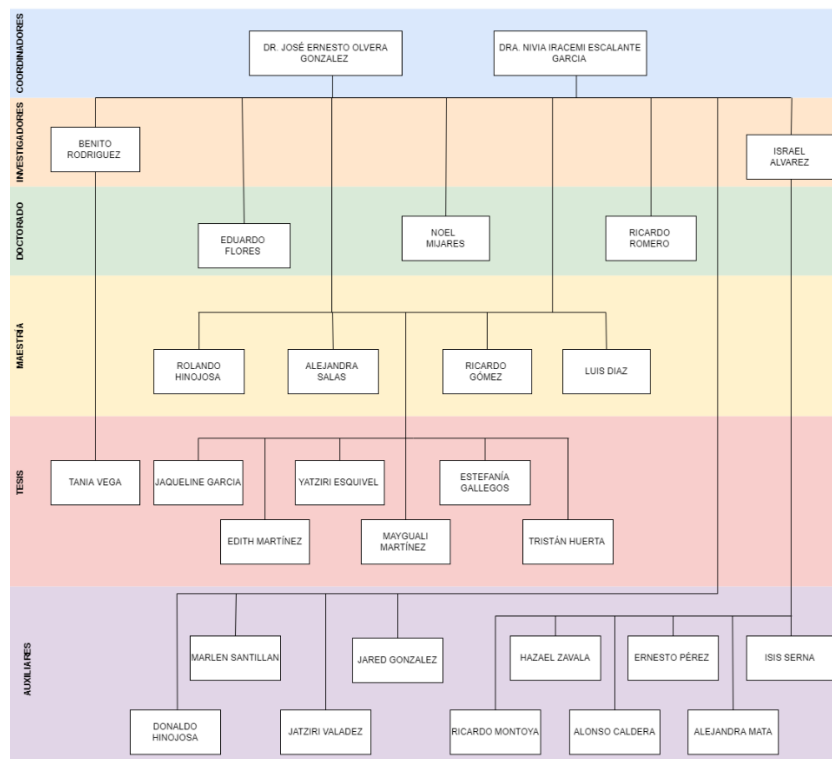 COORDINADORES
DR. JOSÉ ERNESTO OLVERA
GONZALEZ
DRA. NIVIA IRACEMI ESCALANTE
GARCIA
INVESTIGADORES
BENITO
RODRIGUEZ
ISRAEL
ALVAREZ
DOCTORADO
EDUARDO
FLORES
NOEL
MIJARES
RICARDO
ROMERO
MAESTRÍA
ROLANDO
HINOJOSA
ALEJANDRA
SALAS
RICARDO
GÓMEZ
LUIS DIAZ
TESIS
TANIA VEGA
JAQUELINE GARCIA
YATZIRI ESQUIVEL
ESTEFANÍA
GALLEGOS
EDITH MARTÍNEZ
MAYGUALI
MARTÍNEZ
TRISTÁN HUERTA
AUXILIARES
MARLEN SANTILLAN
JARED GONZALEZ
HAZAEL ZAVALA
ERNESTO PÉREZ
ISIS SERNA
DONALDO
HINOJOSA
JATZIRI VALADEZ
RICARDO MONTOYA
ALONSO CALDERA
ALEJANDRA MATA